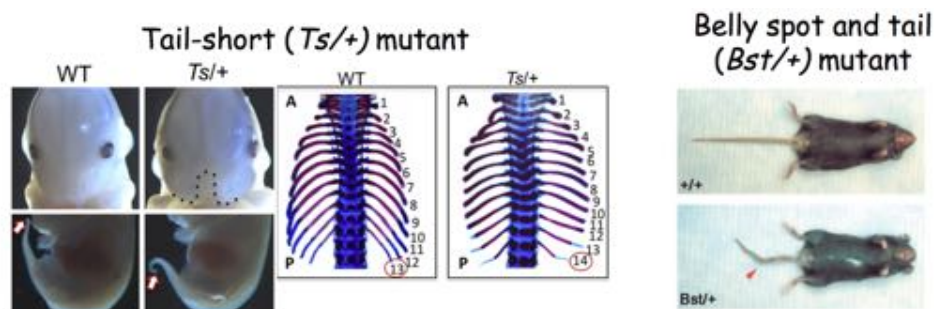 Tail-short (Ts/+) mutant
WT
Ts/+
WT
A
1
2
3
4
5
6
7
8
9
10
11
12
13
P
Ts/+
A
1
2
3
4
5
6
7
8
9
10
11
12
13
14
P
Belly spot and tail
(Bst/+) mutant
+/+
Bst/+